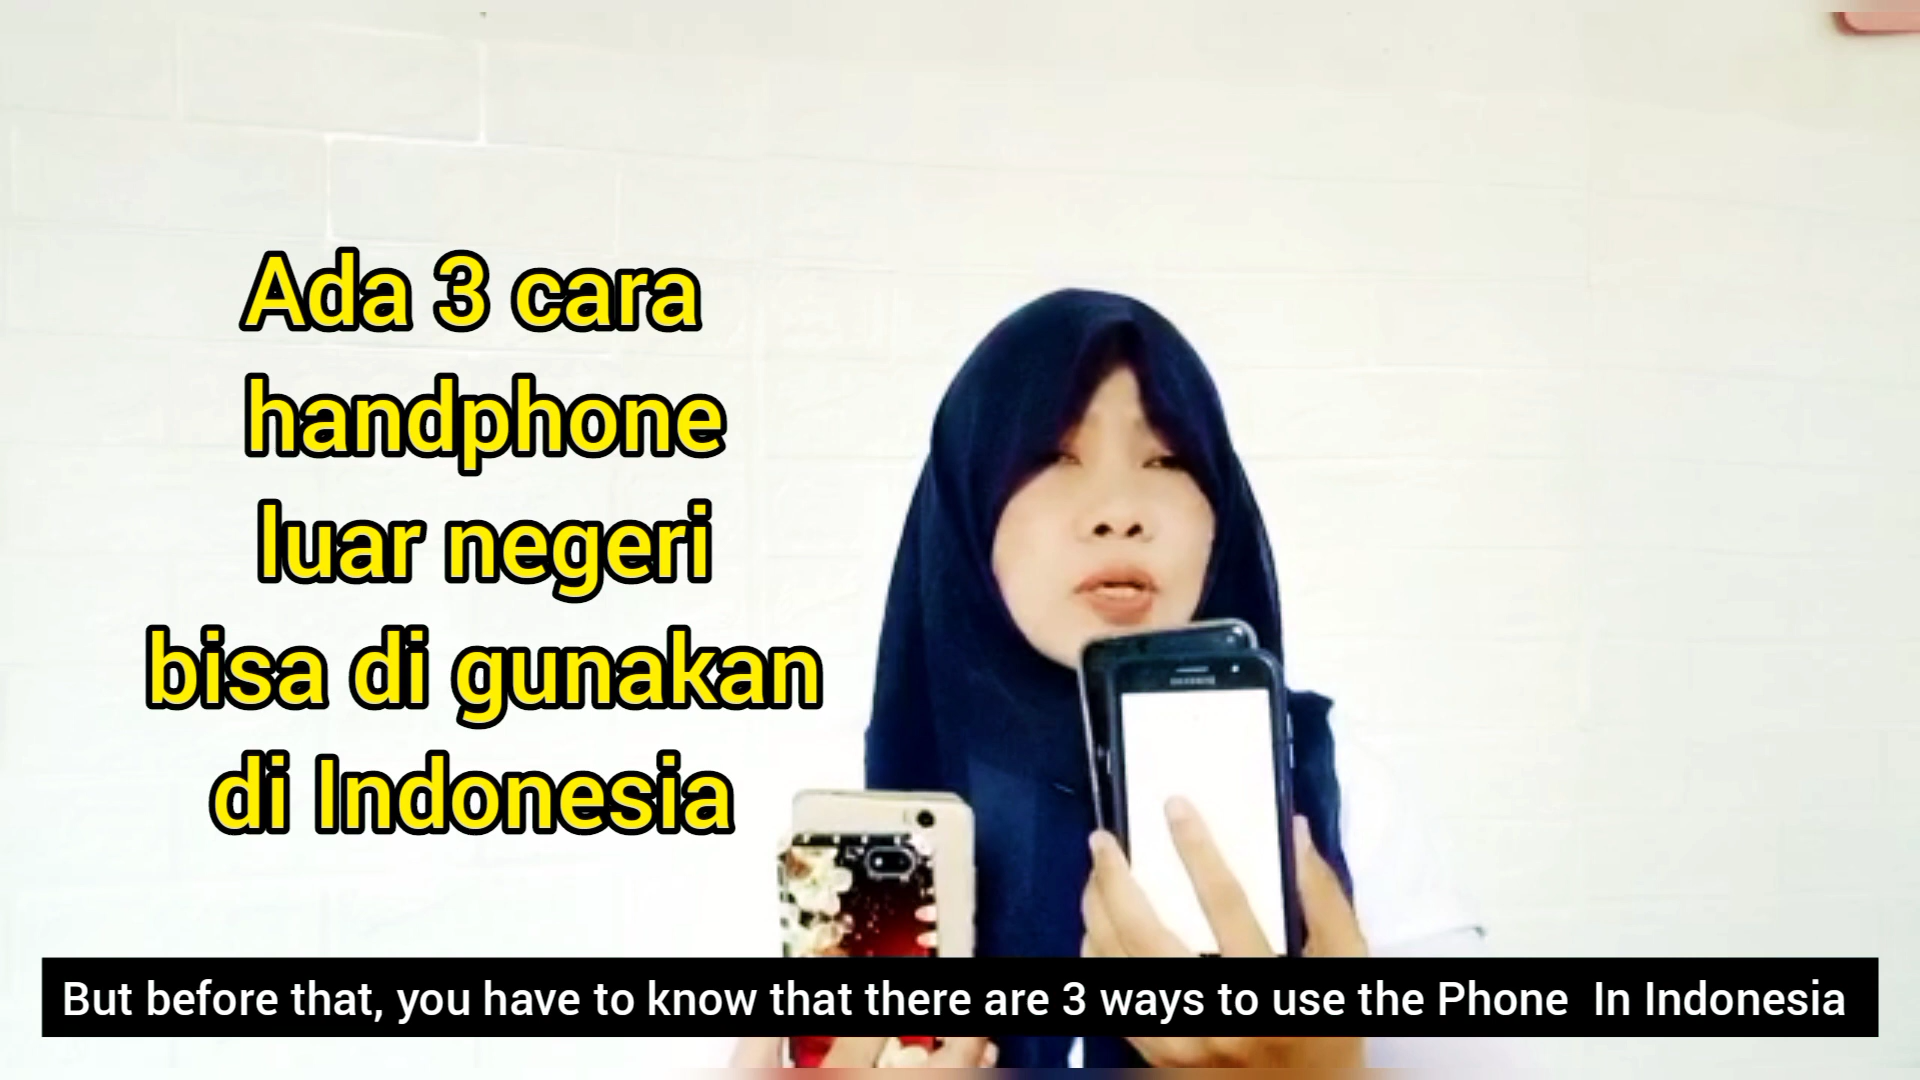 Ada 3 cara
handphone
luar negeri
bisa di gunakan
di Indonesia
SAMSUNG
But before that, you have to know that there are 3 ways to use the Phone In Indonesia